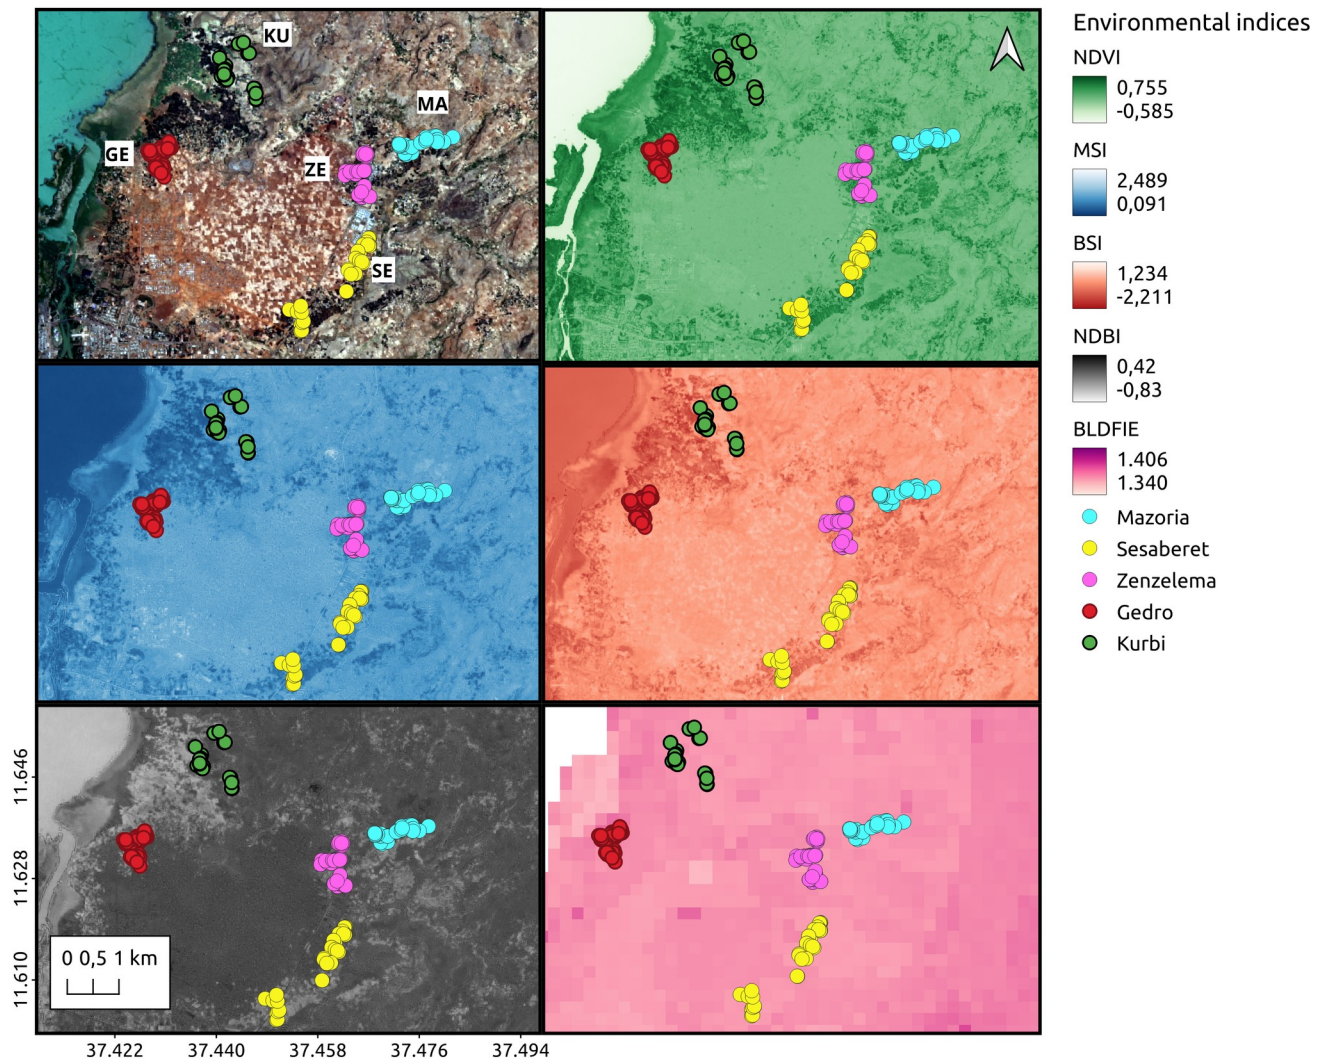 KU
MA
GE
ZE
SE
Environmental indices
NDVI
0,755
-0,585
MSI
2,489
0,091
BSI
1,234
-2,211
NDBI
0,42
-0,83
BLDFIE
1.406
1.340
Mazoria
Sesaberet
Zenzelema
Gedro
Kurbi
11.646
11.628
11.610
0 0,5 1 km
37.422 37.440 37.458 37.476 37.494